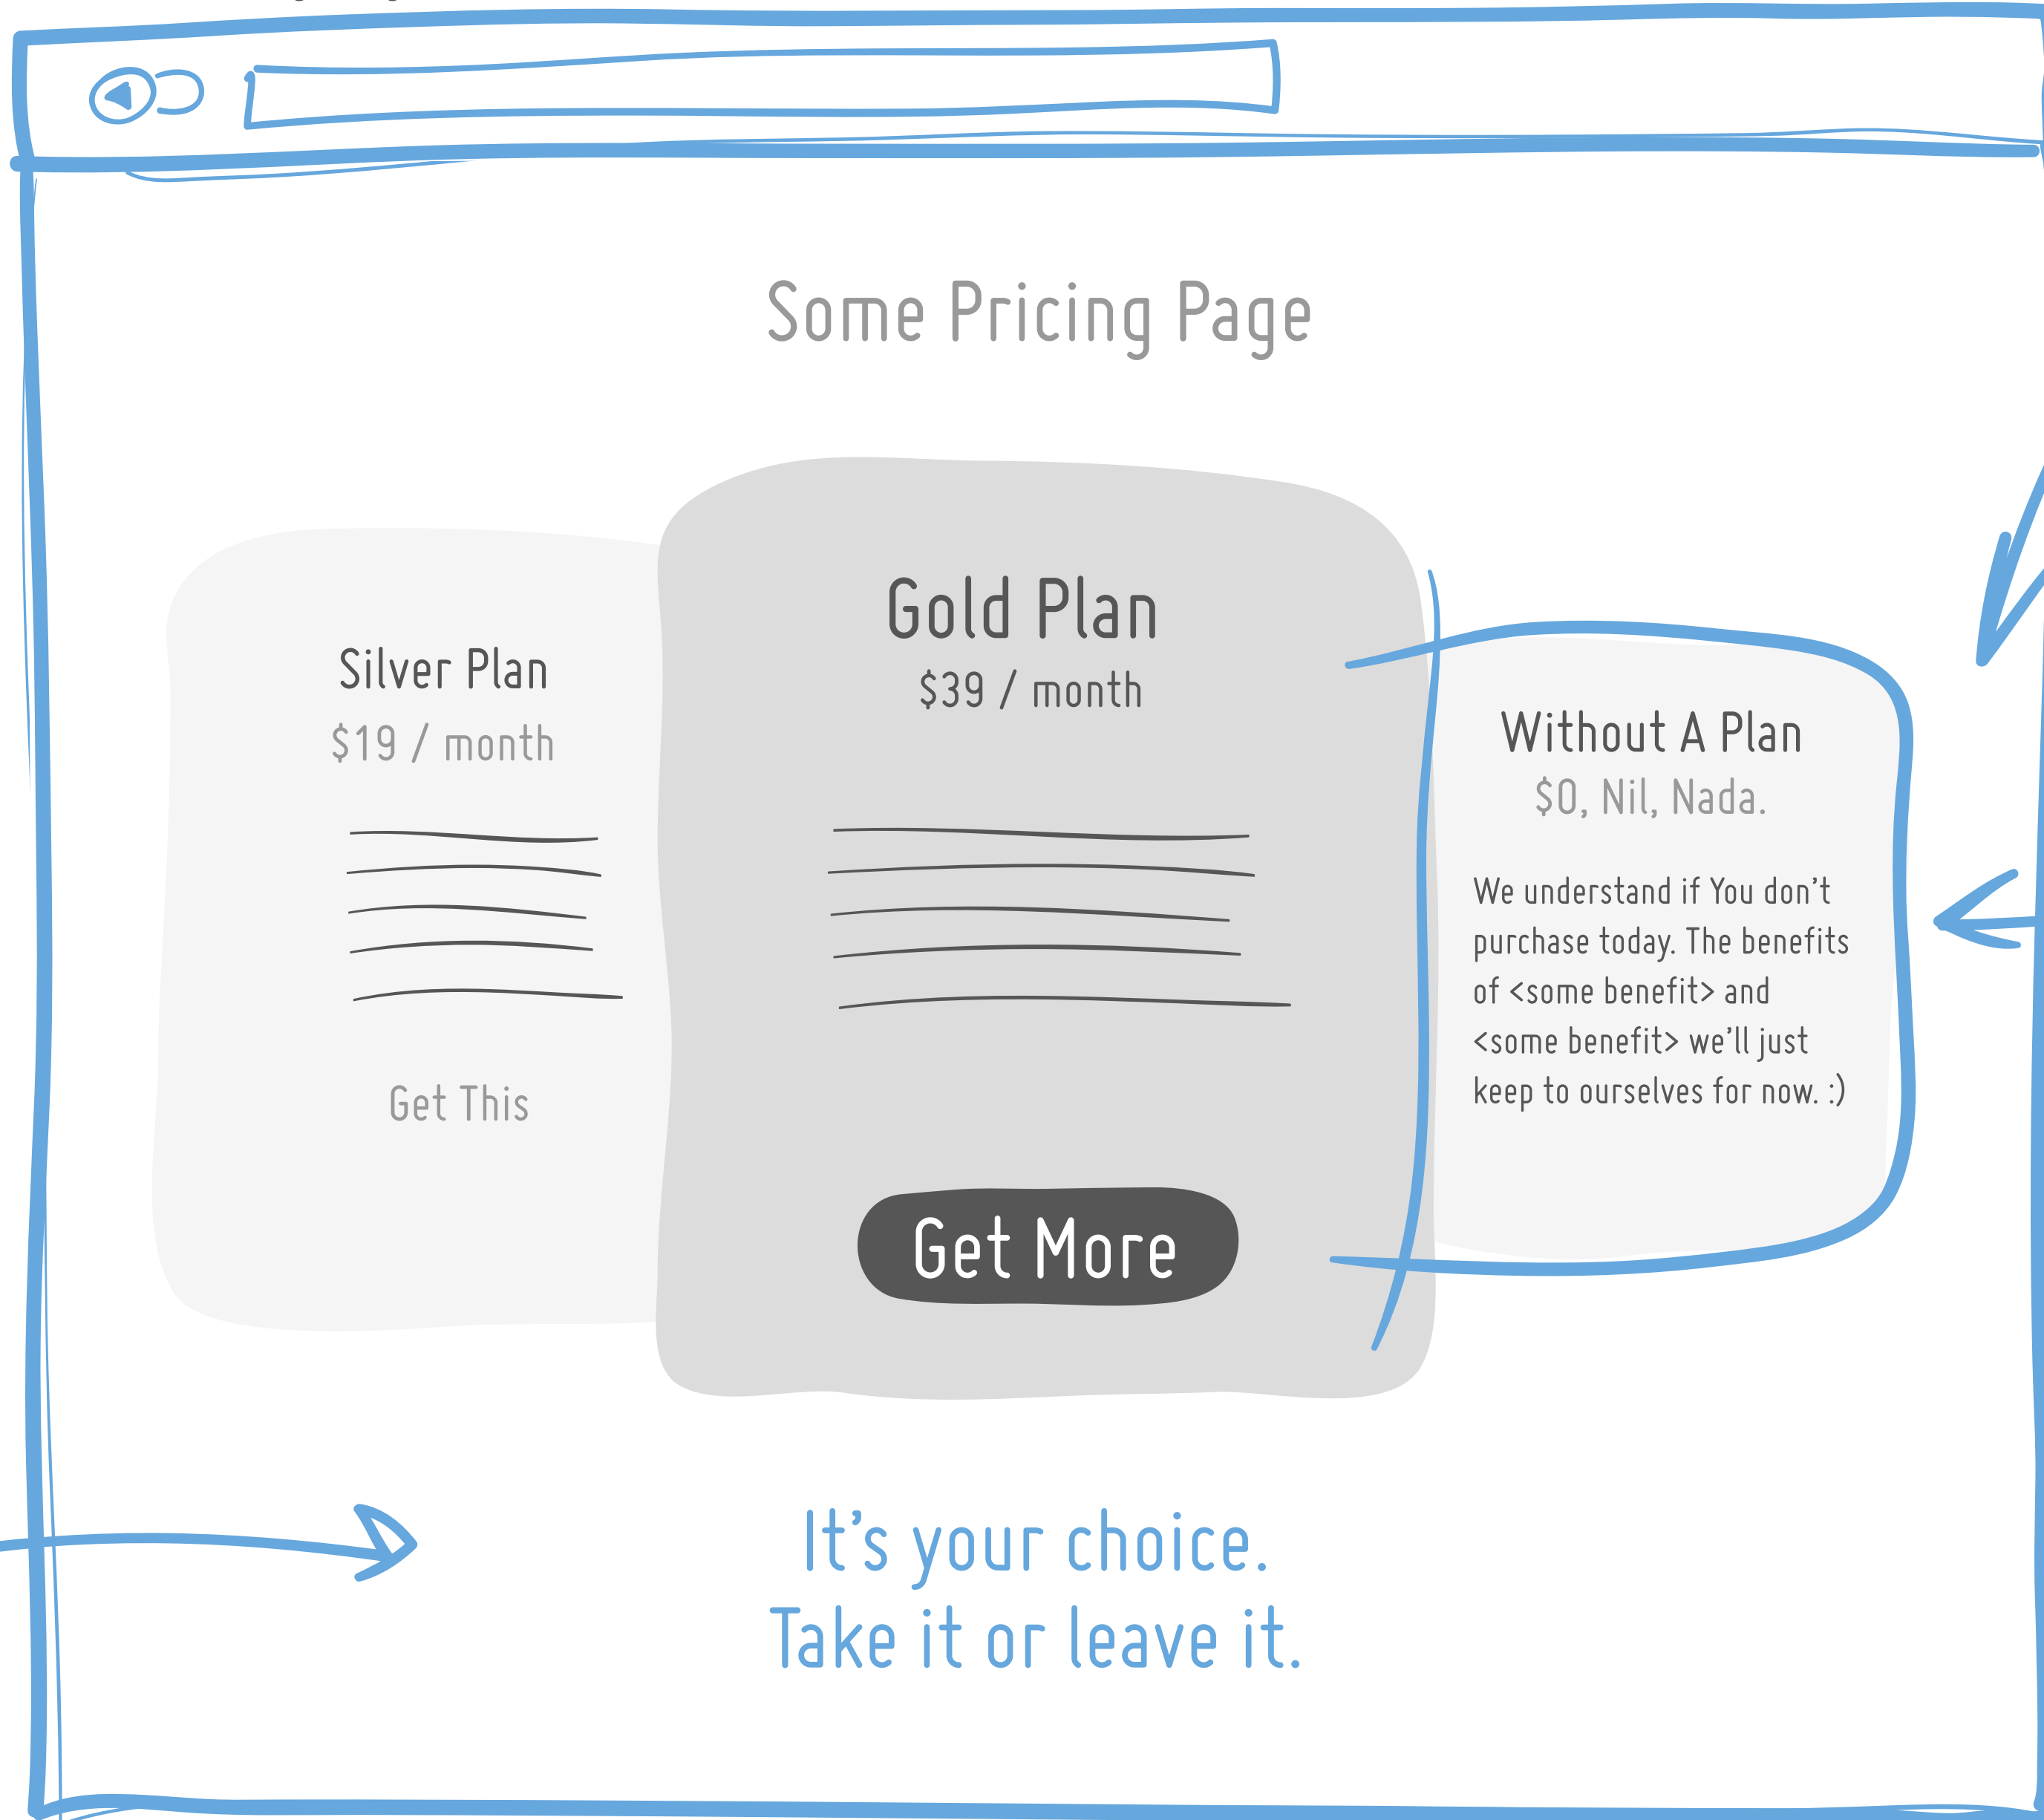 Some Pricing Page
Silver Plan
$19 / month
Get This
Gold Plan
$39 / month
Get More
Without A Plan
$0, Nil, Nada.
We understand if You don't
purchase today. The benefits
of <some benefit> and
<some benefit> we'll just
keep to ourselves for now. :)
It's your choice.
Take it or leave it.